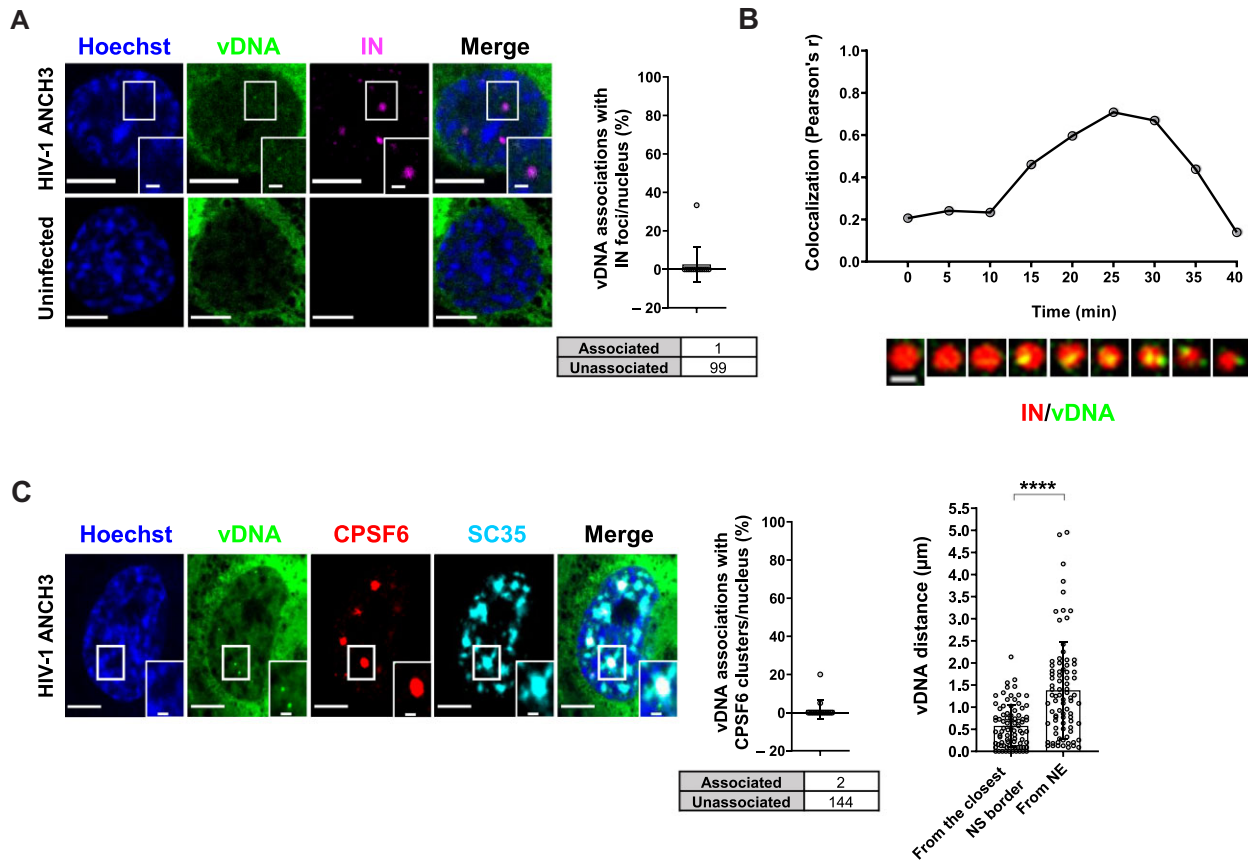 A
Hoechst vDNA IN Merge
HIV-1 ANCH3
Uninfected
vDNA associations with
IN foci/nucleus (%)
100
80
60
40
20
0
– 20
Associated 1
Unassociated 99
B
Colocalization (Pearson's r)
1.0
0.8
0.6
0.4
0.2
0.0
0 5 10 15 20 25 30 35 40
Time (min)
IN/vDNA
C
Hoechst vDNA CPSF6 SC35 Merge
HIV-1 ANCH3
vDNA associations with
CPSF6 clusters/nucleus (%)
100
80
60
40
20
0
– 20
Associated 2
Unassociated 144
****
vDNA distance (μm)
5.5
5.0
4.5
4.0
3.5
3.0
2.5
2.0
1.5
1.0
0.5
0.0
From the closest
NS border
From NE